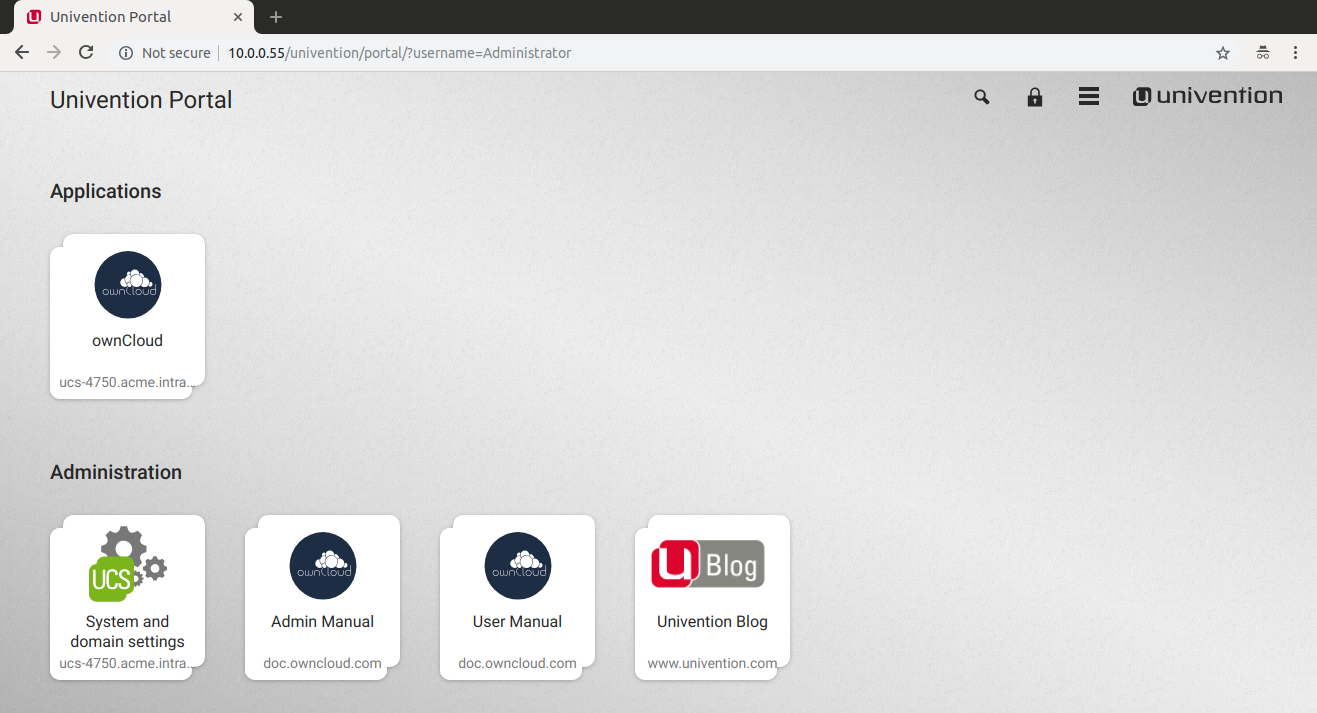 Univention Portal
Not secure 10.0.0.55/univention/portal/?username=Administrator
Univention Portal
univention
Applications
ownCloud
ownCloud
ucs-4750.acme.intra...
Administration
UCS
System and
domain settings
ucs-4750.acme.intra...
ownCloud
Admin Manual
doc.owncloud.com
ownCloud
User Manual
doc.owncloud.com
U Blog
Univention Blog
www.univention.com